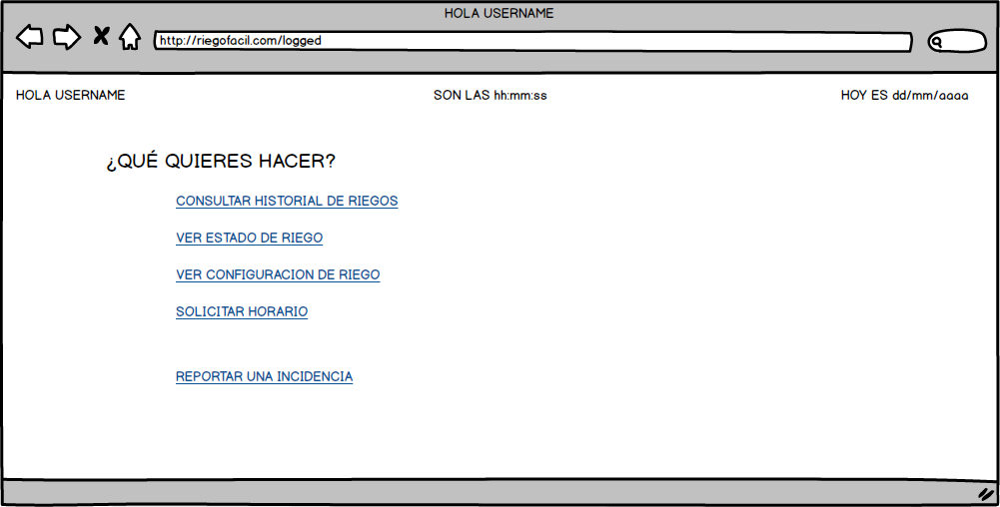 HOLA USERNAME
http://riegofacil.com/logged
HOLA USERNAME SON LAS hh:mm:ss HOY ES dd/mm/aaaa
¿QUÉ QUIERES HACER?
CONSULTAR HISTORIAL DE RIEGOS
VER ESTADO DE RIEGO
VER CONFIGURACION DE RIEGO
SOLICITAR HORARIO
REPORTAR UNA INCIDENCIA